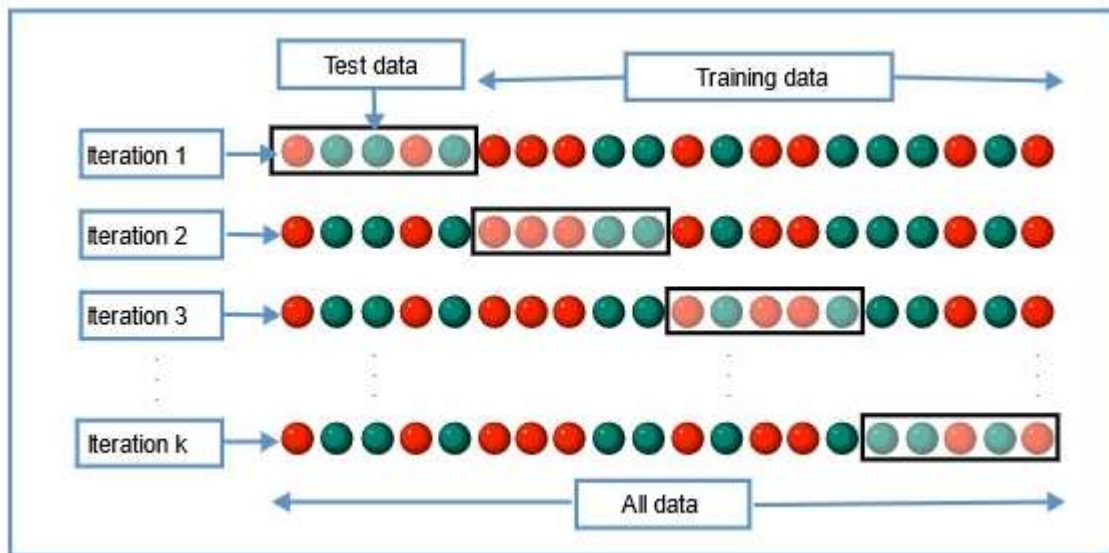 Test data
Training data
Iteration 1
Iteration 2
Iteration 3
Iteration k
All data